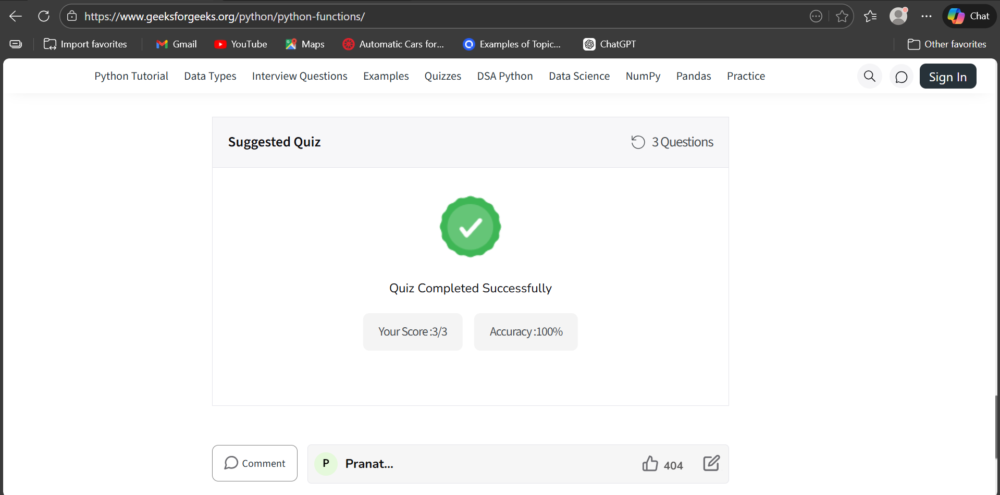 https://www.geeksforgeeks.org/python/python-functions/
Chat
Import favorites
Gmail
YouTube
Maps
Automatic Cars for...
Examples of Topic...
ChatGPT
Other favorites
Python Tutorial
Data Types
Interview Questions
Examples
Quizzes
DSA Python
Data Science
NumPy
Pandas
Practice
Sign In
Suggested Quiz
3 Questions
Quiz Completed Successfully
Your Score :3/3
Accuracy :100%
Comment
P
Pranat...
404